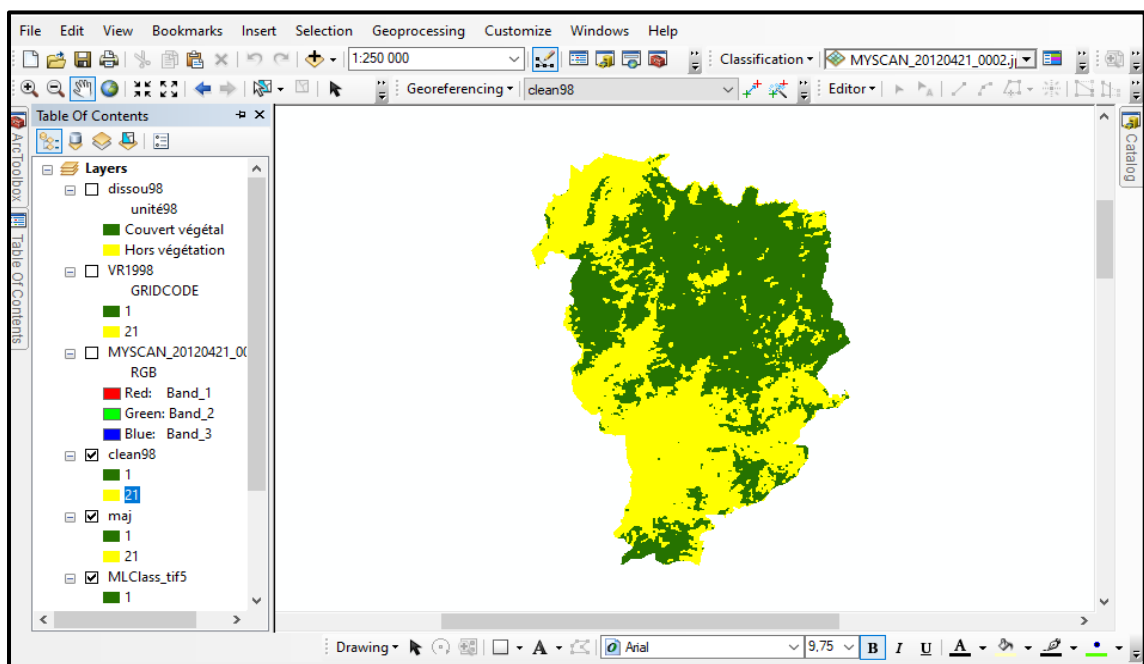 File Edit View Bookmarks Insert Selection Geoprocessing Customize Windows Help
1:250 000 Classification MYSCAN_20120421_0002.j
Georeferencing clean98 Editor
Table Of Contents
ArcToolbox
Table Of Contents
Catalog
Layers
dissou98
unité98
Couvert végétal
Hors végétation
VR1998
GRIDCODE
1
21
MYSCAN_20120421_00
RGB
Red: Band_1
Green: Band_2
Blue: Band_3
clean98
1
21
maj
1
21
MLClass_tif5
1
Drawing A Arial 9,75 B I U A